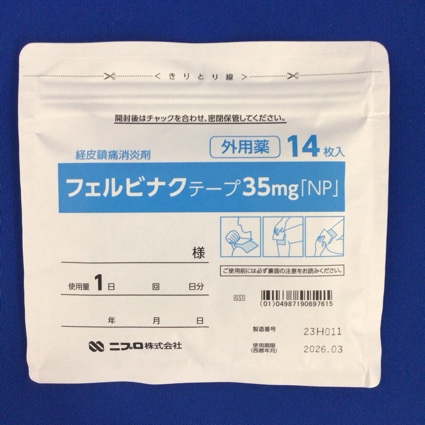 <きりとり線>
開封後はチャックを合わせ、密閉保管してください。
経皮鎮痛消炎剤 外用薬 14枚入
フェルビナクテープ35mg「NP」
様
ご使用前には必ず裏面の注意をお読みください。
使用量 1日 回 日分
(01)04987190697615
年 月 日
製造番号 23H011
ニプロ株式会社
使用期限 2026.03
(西暦年月)